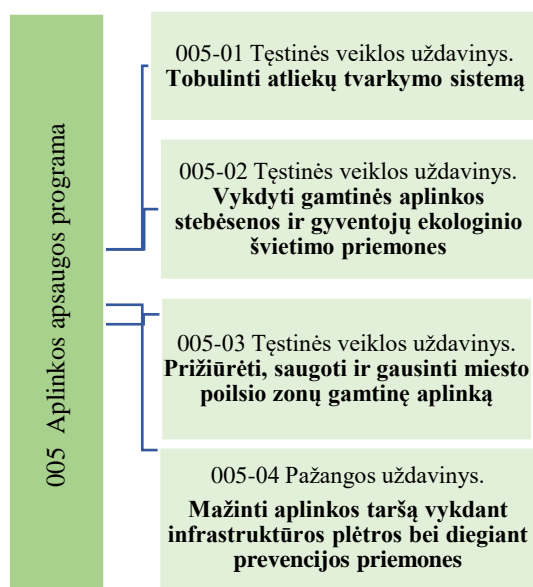 005 Aplinkos apsaugos programa
005-01 Tęstinės veiklos uždavinys.
Tobulinti atliekų tvarkymo sistemą
005-02 Tęstinės veiklos uždavinys.
Vykdyti gamtinės aplinkos
stebėsenos ir gyventojų ekologinio
švietimo priemones
005-03 Tęstinės veiklos uždavinys.
Prižiūrėti, saugoti ir gausinti miesto
poilsio zonų gamtinę aplinką
005-04 Pažangos uždavinys.
Mažinti aplinkos taršą vykdant
infrastruktūros plėtros bei diegiant
prevencijos priemones